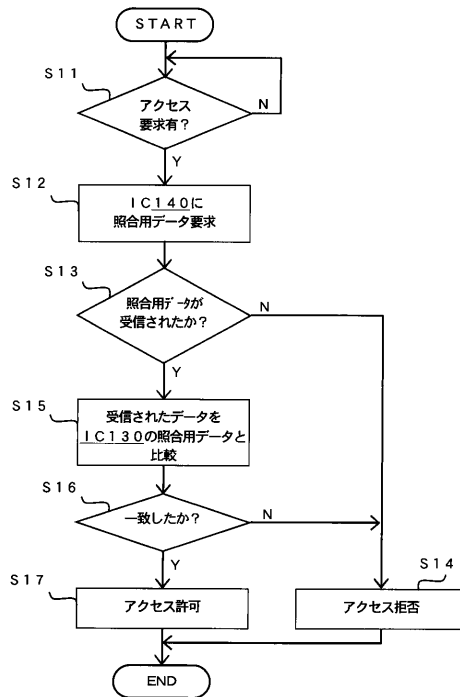 START
S11
アクセス
要求有？
N
Y
S12
IC140に
照合用データ要求
S13
照合用データが
受信されたか？
N
Y
S15
受信されたデータを
IC130の照合用データと
比較
S16
一致したか？
N
Y
S17
アクセス許可
S14
アクセス拒否
END